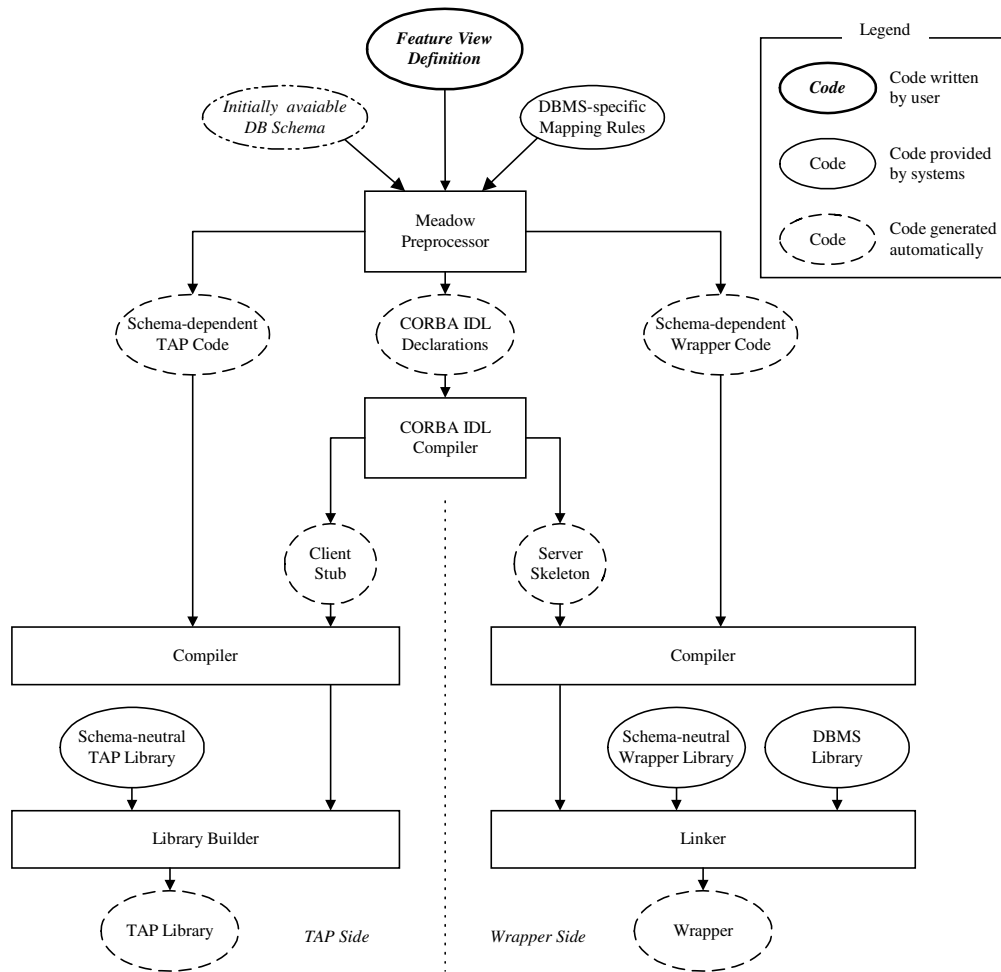 Feature View
Definition
Initially avaiable
DB Schema
DBMS-specific
Mapping Rules
Legend
Code
Code written
by user
Code
Code provided
by systems
Code
Code generated
automatically
Meadow
Preprocessor
Schema-dependent
TAP Code
CORBA IDL
Declarations
Schema-dependent
Wrapper Code
CORBA IDL
Compiler
Client
Stub
Server
Skeleton
Compiler
Compiler
Schema-neutral
TAP Library
Schema-neutral
Wrapper Library
DBMS
Library
Library Builder
Linker
TAP Library
TAP Side
Wrapper Side
Wrapper